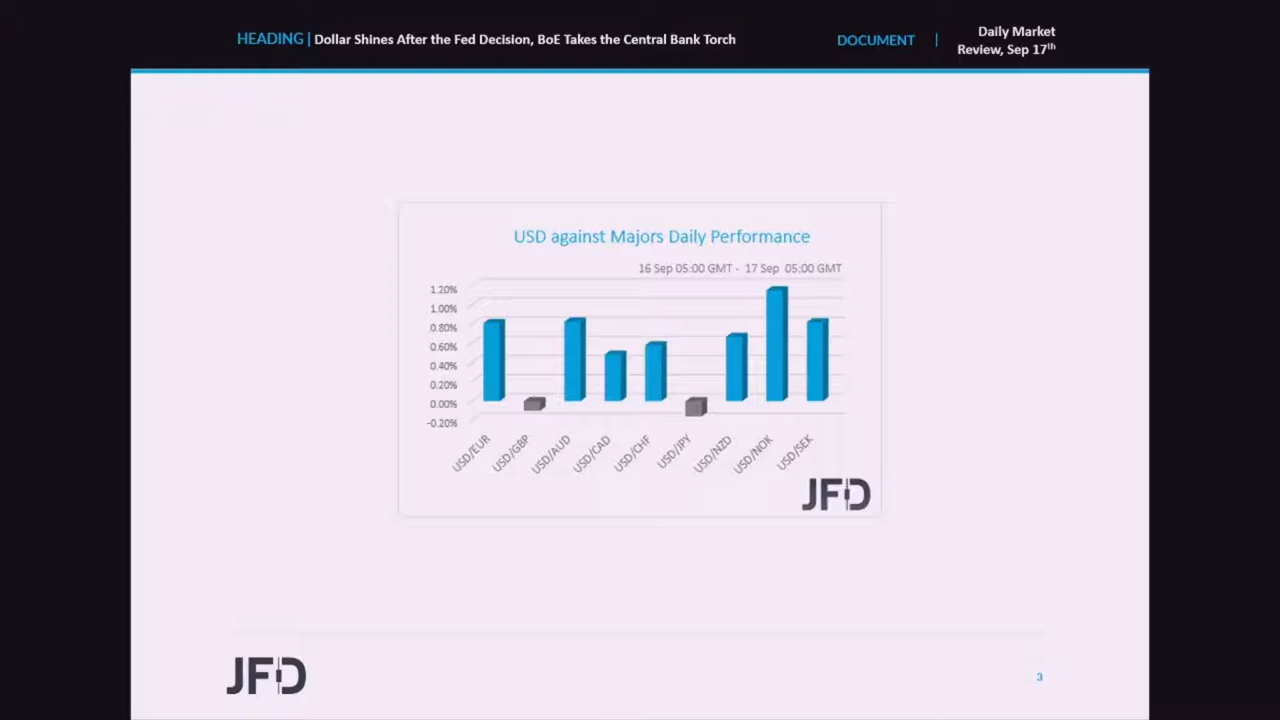 HEADING | Dollar Shines After the Fed Decision, BoE Takes the Central Bank Torch
DOCUMENT |
Daily Market
Review, Sep 17th
USD against Majors Daily Performance
16 Sep 05:00 GMT - 17 Sep 05:00 GMT
1.20%
1.00%
0.80%
0.60%
0.40%
0.20%
0.00%
-0.20%
USD/EUR
USD/GBP
USD/AUD
USD/CAD
USD/CHF
USD/JPY
USD/NZD
USD/NOK
USD/SEK
JFD
JFD
3